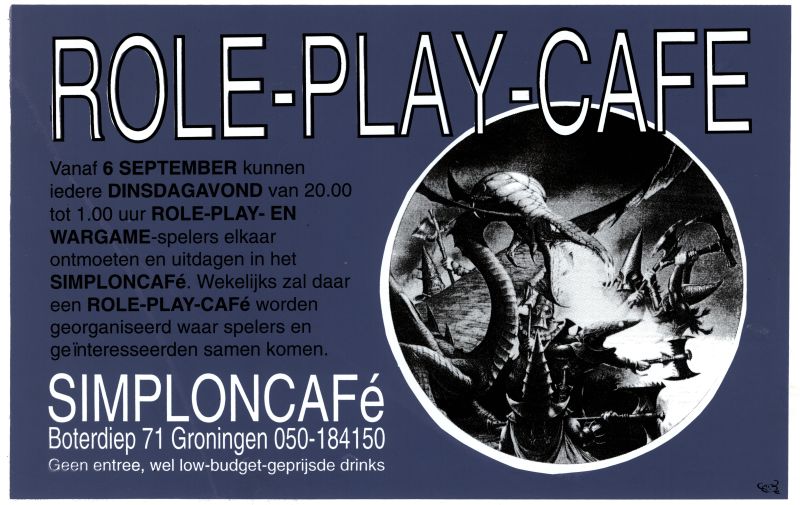 ROLE-PLAY-CAFE
Vanaf 6 SEPTEMBER kunnen
iedere DINSDAGAVOND van 20.00
tot 1.00 uur ROLE-PLAY- EN
WARGAME-spelers elkaar
ontmoeten en uitdagen in het
SIMPLONCAFé. Wekelijks zal daar
een ROLE-PLAY-CAFé worden
georganiseerd waar spelers en
geïnteresseerden samen komen.
SIMPLONCAFé
Boterdiep 71 Groningen 050-184150
Geen entree, wel low-budget-geprijsde drinks